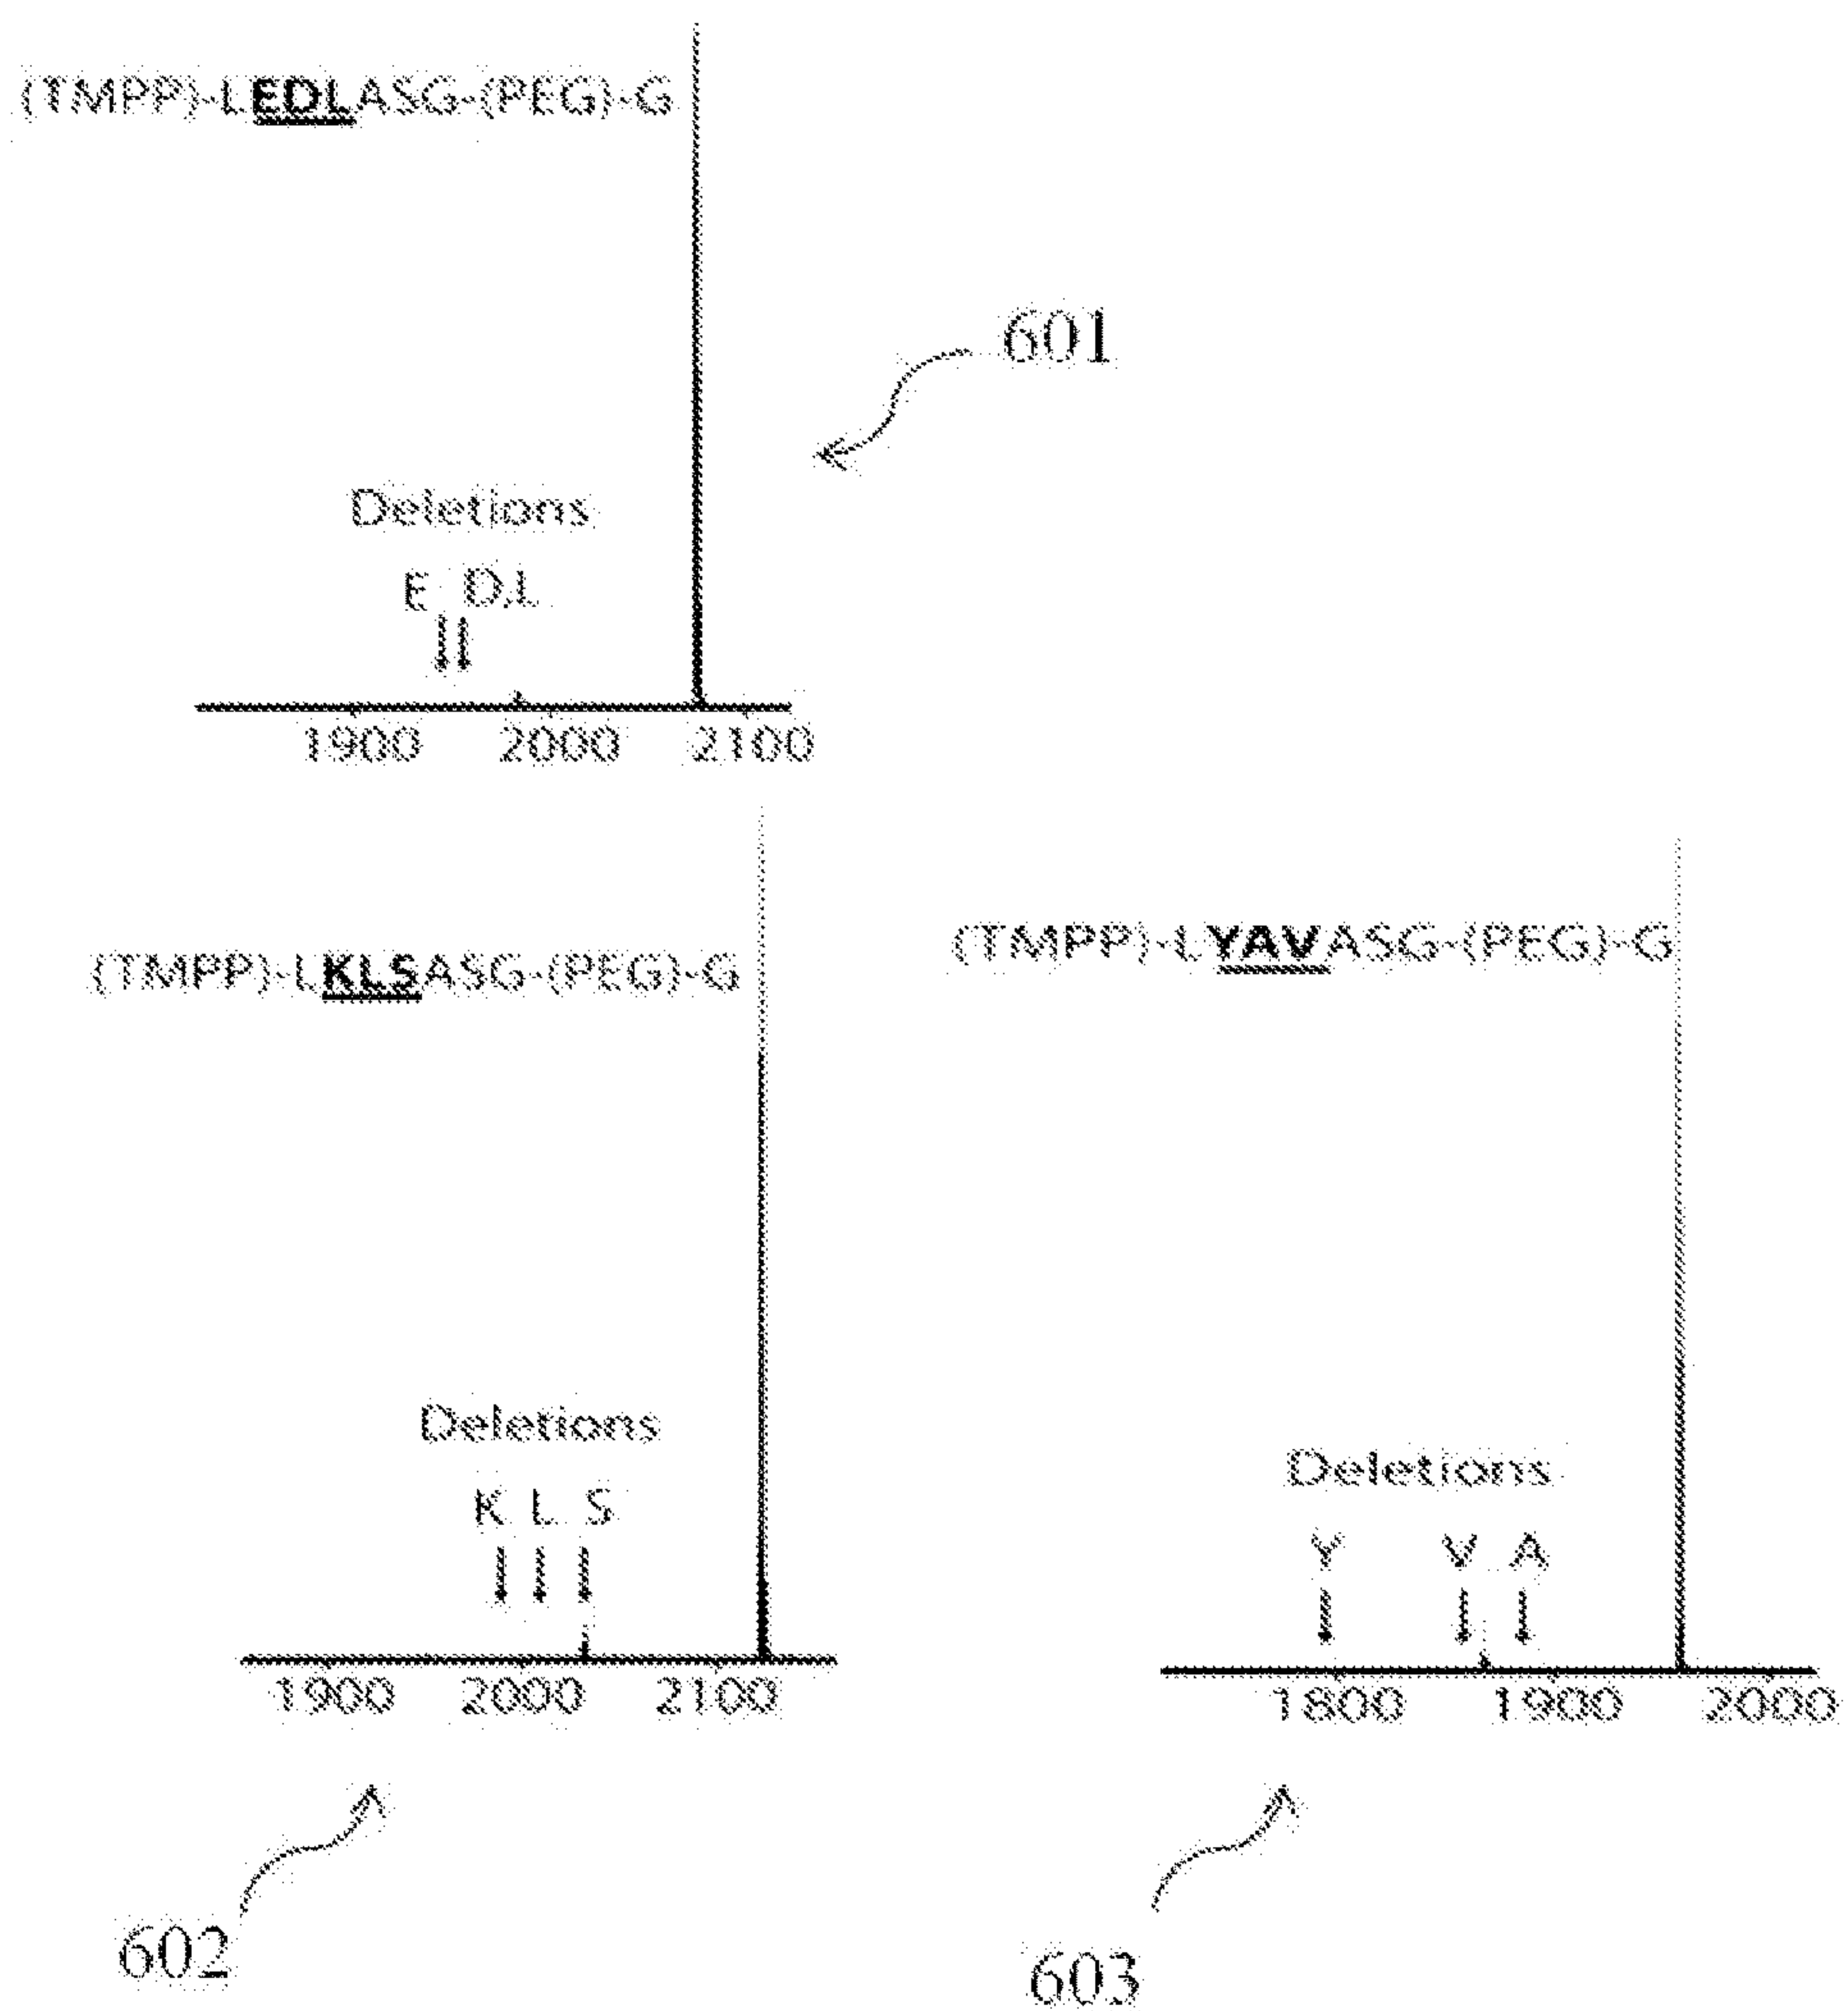 (TMPP)-LEDLASG-(PEG)-G
601
Deletions
E D,L
1900 2000 2100
(TMPP)-LKLSASG-(PEG)-G
Deletions
K L S
1900 2000 2100
602
(TMPP)-LYAVASG-(PEG)-G
Deletions
Y V A
1800 1900 2000
603